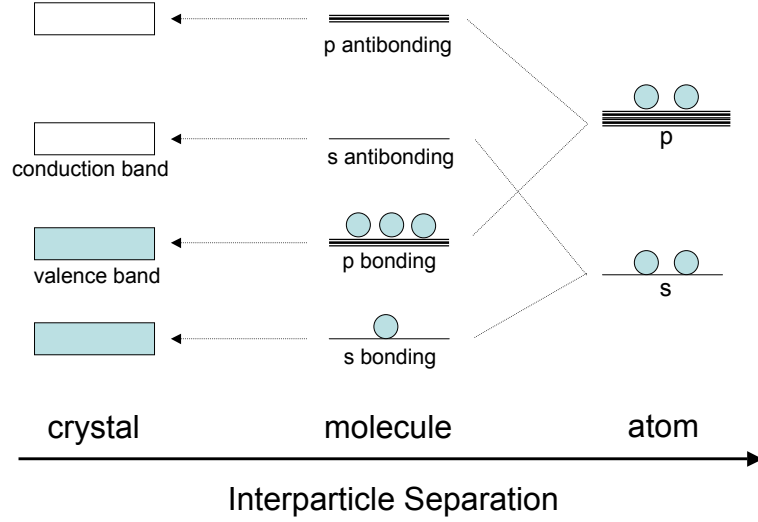 p antibonding
p
s antibonding
conduction band
p bonding
valence band
s
s bonding
crystal
molecule
atom
Interparticle Separation